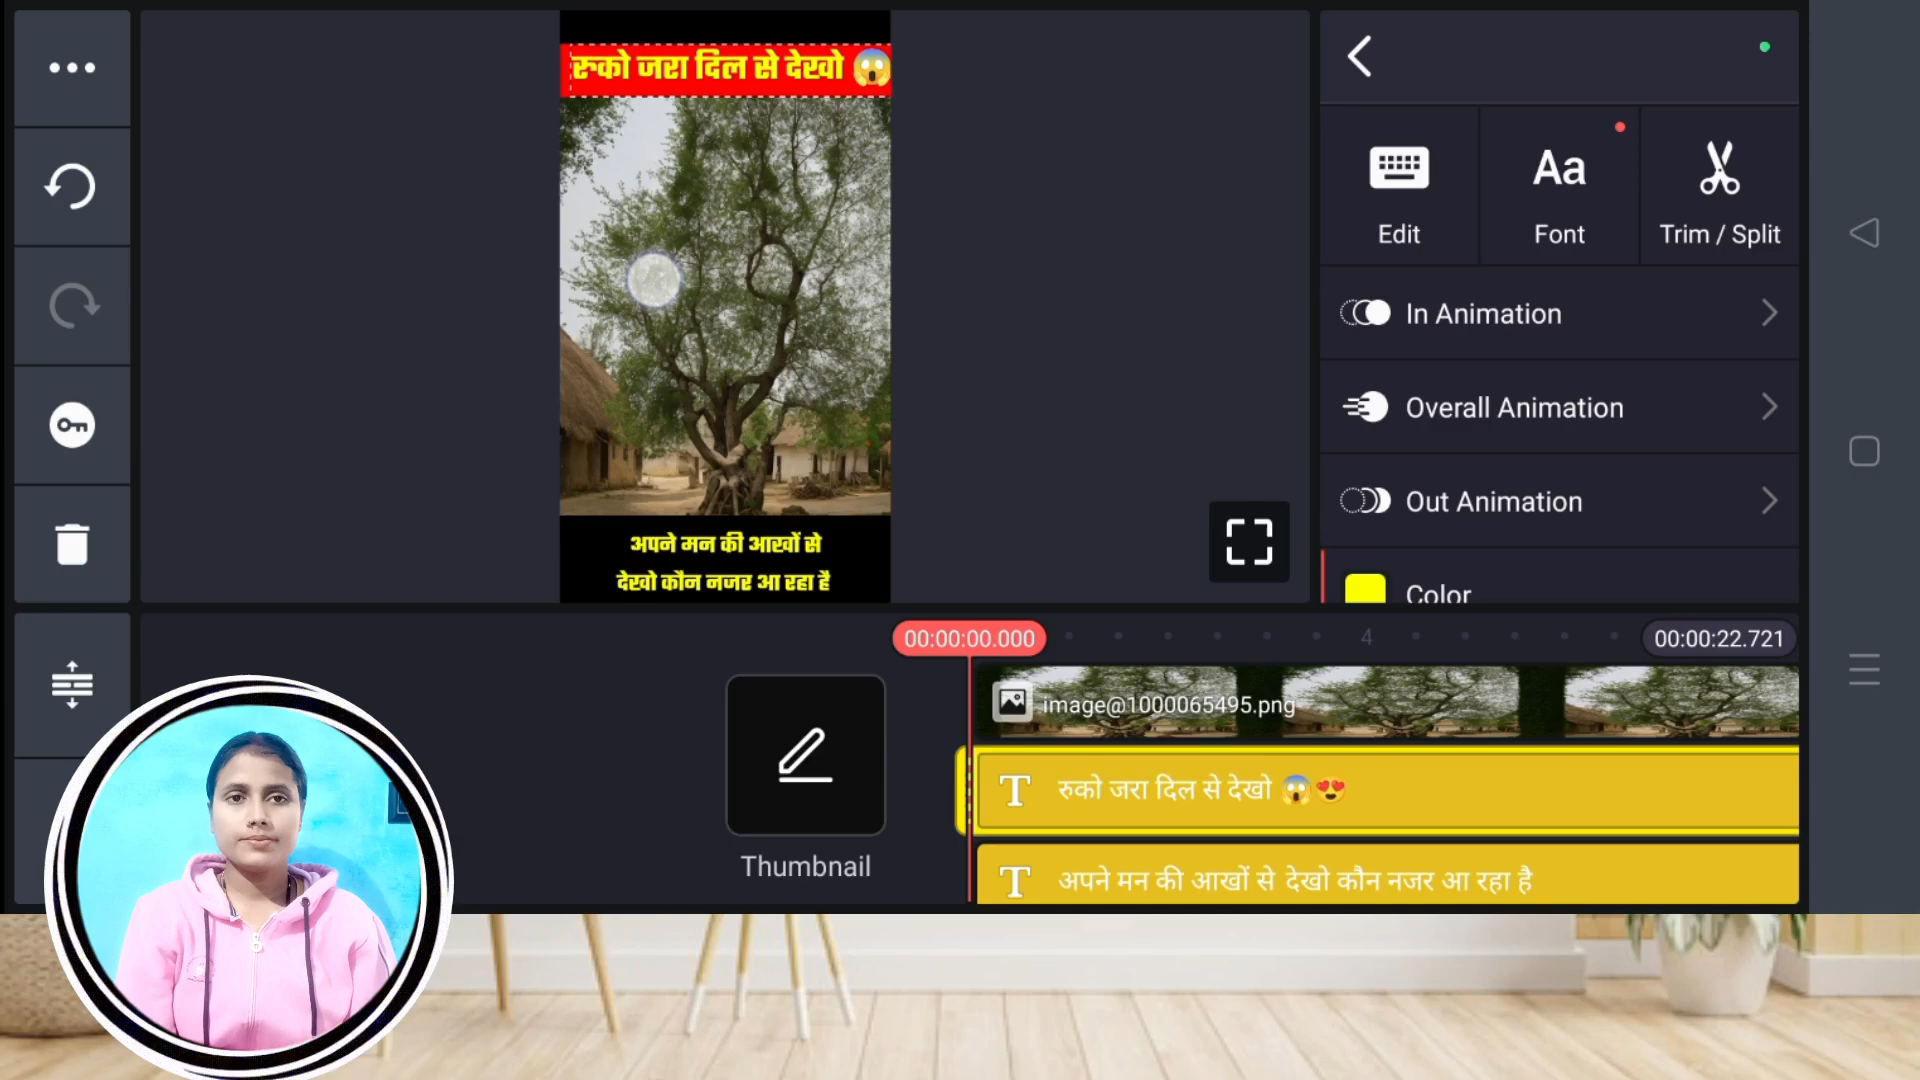 रुको जरा दिल से देखो 😱
अपने मन की आखों से
देखो कौन नजर आ रहा है
Edit
Aa
Font
Trim / Split
In Animation
Overall Animation
Out Animation
Color
00:00:00.000
4
00:00:22.721
image@1000065495.png
Thumbnail
T रुको जरा दिल से देखो 😱😍
T अपने मन की आखों से देखो कौन नजर आ रहा है